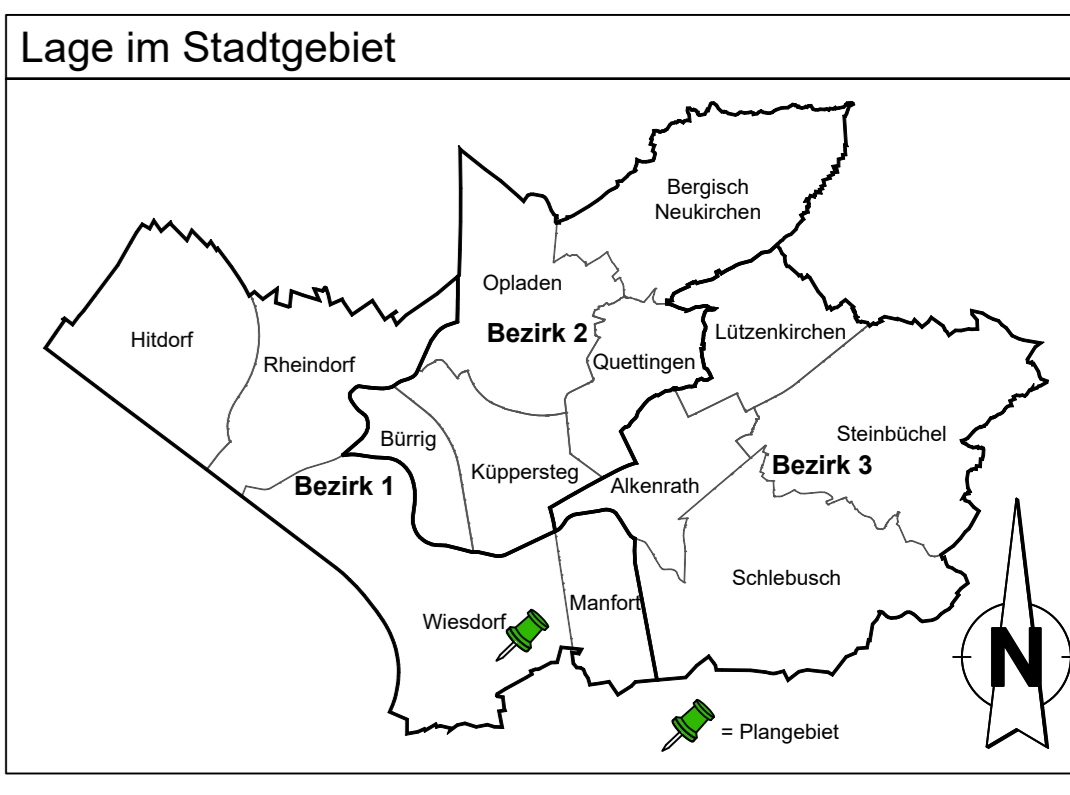 Lage im Stadtgebiet
Bergisch
Neukirchen
Opladen
Bezirk 2
Lützenkirchen
Hitdorf
Rheindorf
Quettingen
Bürrig
Steinbüchel
Küppersteg
Bezirk 3
Bezirk 1
Alkenrath
Schlebusch
Manfort
Wiesdorf
N
= Plangebiet